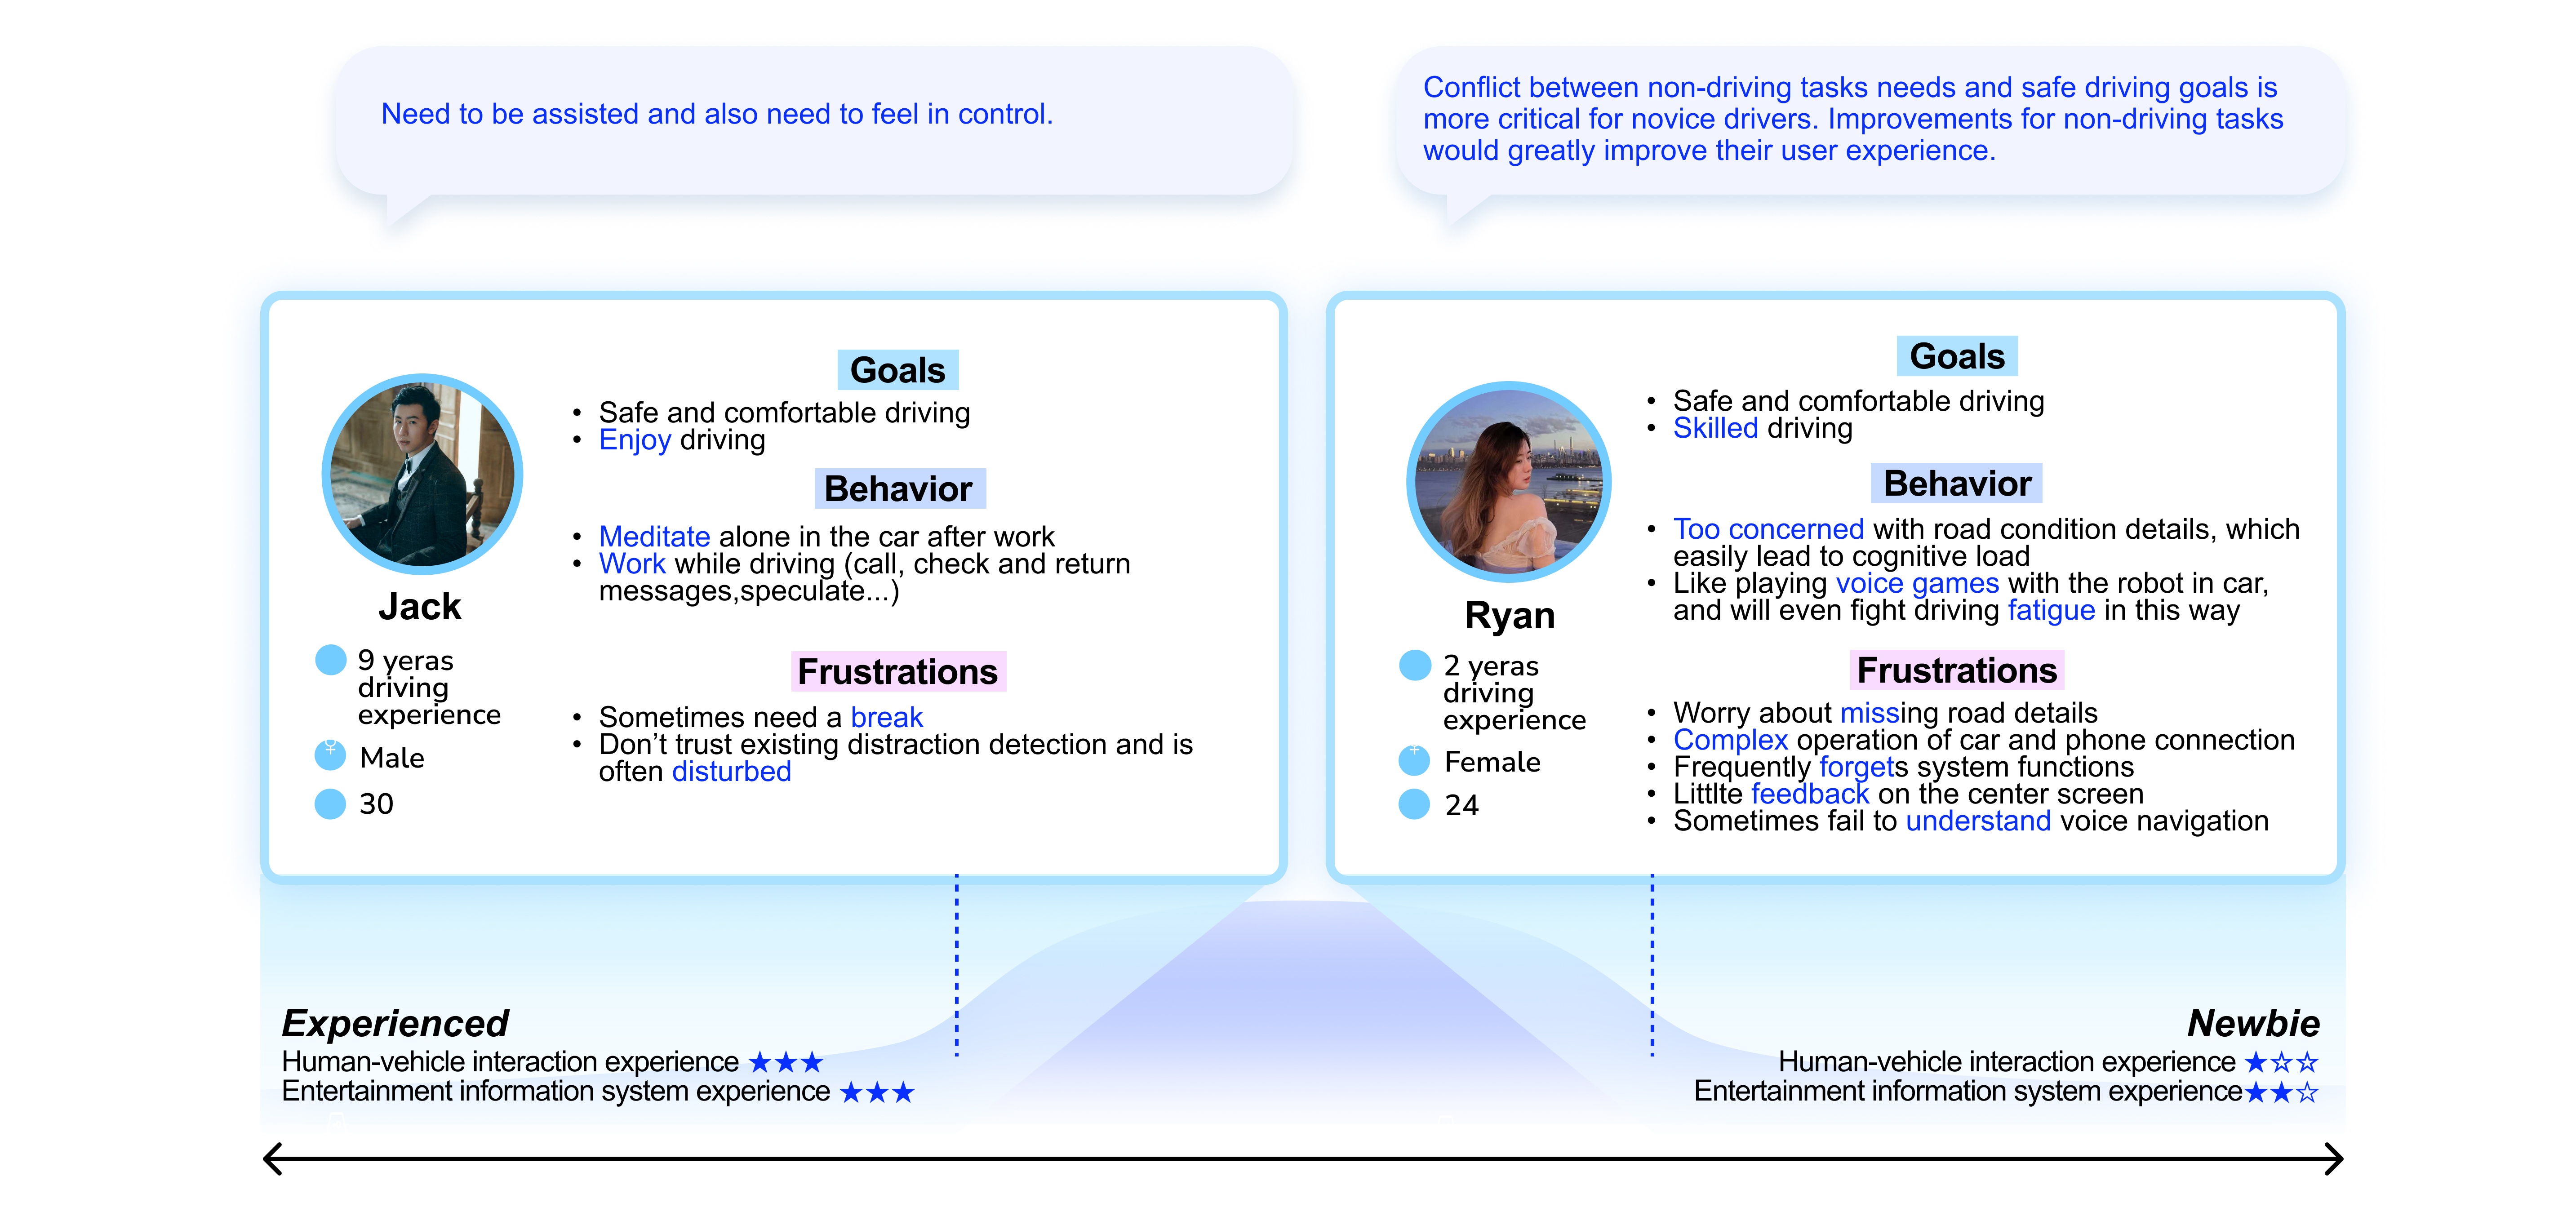 Need to be assisted and also need to feel in control.
Conflict between non-driving tasks needs and safe driving goals is
more critical for novice drivers. Improvements for non-driving tasks
would greatly improve their user experience.
Jack
9 yeras
driving
experience
Male
30
Goals
• Safe and comfortable driving
• Enjoy driving
Behavior
• Meditate alone in the car after work
• Work while driving (call, check and return
messages,speculate...)
Frustrations
• Sometimes need a break
• Don’t trust existing distraction detection and is
often disturbed
Ryan
2 yeras
driving
experience
Female
24
Goals
• Safe and comfortable driving
• Skilled driving
Behavior
• Too concerned with road condition details, which
easily lead to cognitive load
• Like playing voice games with the robot in car,
and will even fight driving fatigue in this way
Frustrations
• Worry about missing road details
• Complex operation of car and phone connection
• Frequently forgets system functions
• Littlte feedback on the center screen
• Sometimes fail to understand voice navigation
Experienced
Human-vehicle interaction experience ★★★
Entertainment information system experience ★★★
Newbie
Human-vehicle interaction experience ★☆☆
Entertainment information system experience★★☆